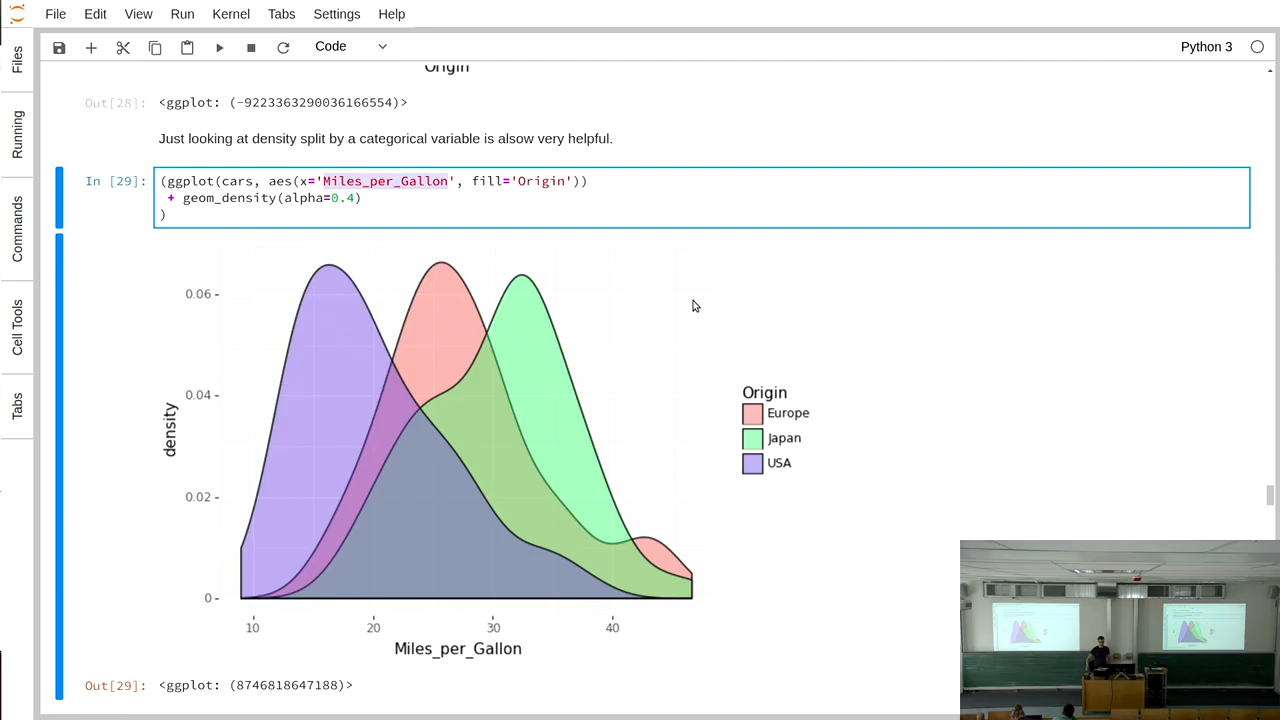 File Edit View Run Kernel Tabs Settings Help
Code
Python 3
Files
Running
Commands
Cell Tools
Tabs
Origin
Out[28]: <ggplot: (-9223363290036166554)>
Just looking at density split by a categorical variable is alsow very helpful.
In [29]: (ggplot(cars, aes(x='Miles_per_Gallon', fill='Origin'))
+ geom_density(alpha=0.4)
)
0.06
0.04
0.02
0
density
10 20 30 40
Miles_per_Gallon
Origin
Europe
Japan
USA
Out[29]: <ggplot: (8746818647188)>